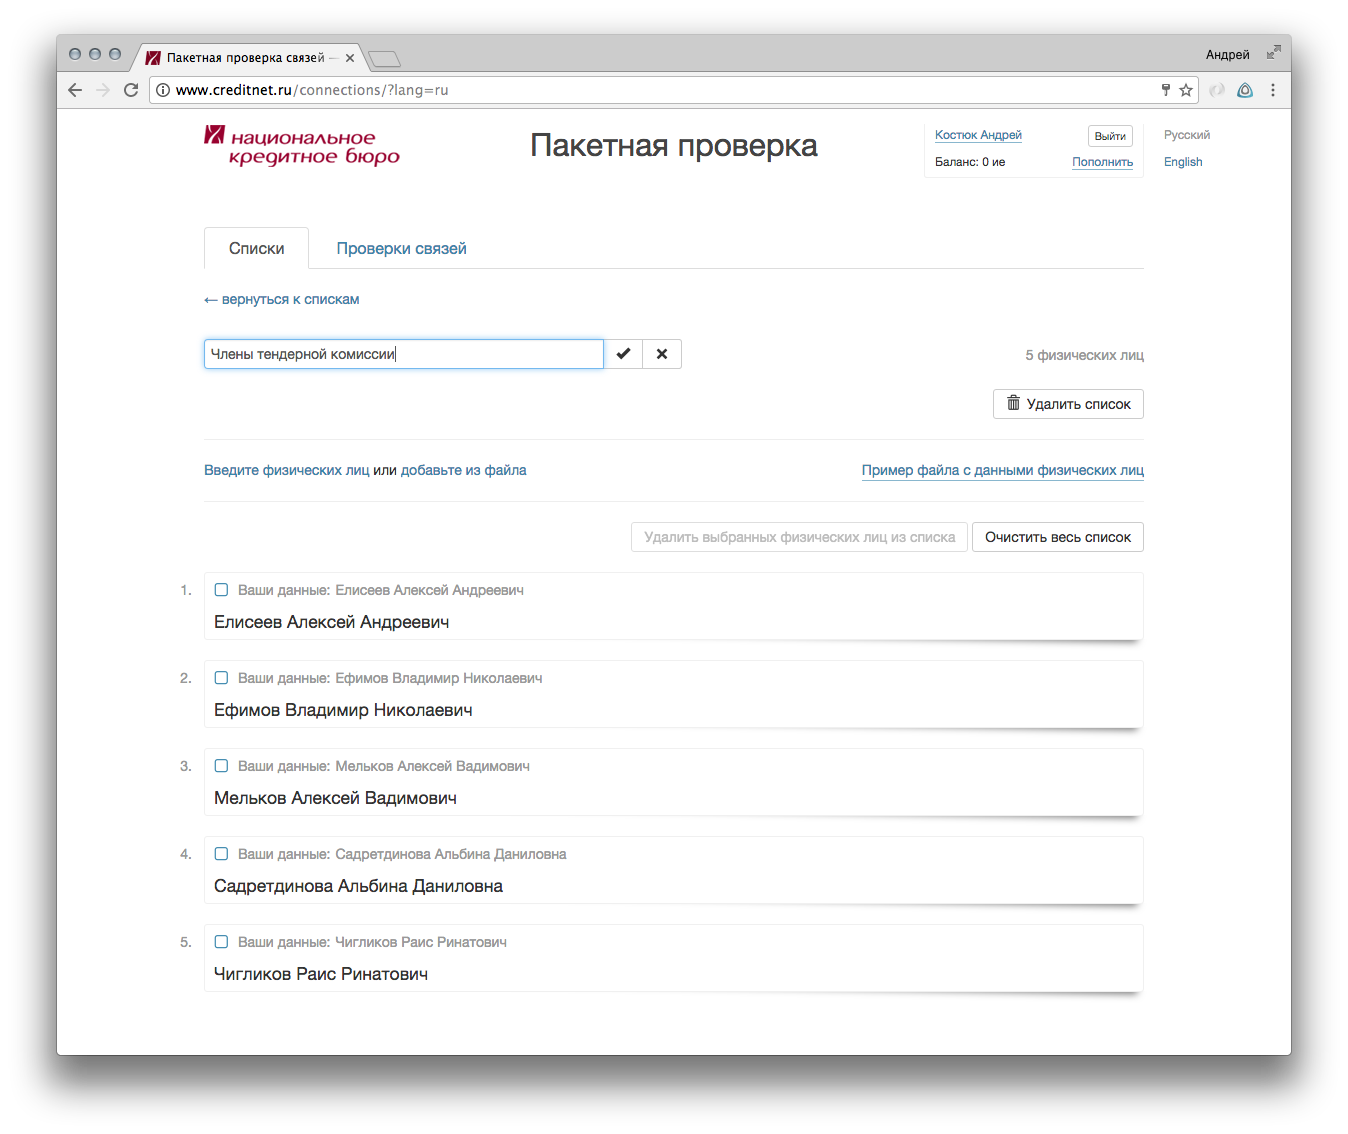 Пакетная проверка связей —
Андрей
www.creditnet.ru/connections/?lang=ru
национальное
кредитное бюро
Пакетная проверка
Костюк Андрей
Выйти
Баланс: 0 ие
Пополнить
Русский
English
Списки
Проверки связей
← вернуться к спискам
Члены тендерной комиссии
5 физических лиц
Удалить список
Введите физических лиц или добавьте из файла
Пример файла с данными физических лиц
Удалить выбранных физических лиц из списка
Очистить весь список
1.
Ваши данные: Елисеев Алексей Андреевич
Елисеев Алексей Андреевич
2.
Ваши данные: Ефимов Владимир Николаевич
Ефимов Владимир Николаевич
3.
Ваши данные: Мельков Алексей Вадимович
Мельков Алексей Вадимович
4.
Ваши данные: Садретдинова Альбина Даниловна
Садретдинова Альбина Даниловна
5.
Ваши данные: Чигликов Раис Ринатович
Чигликов Раис Ринатович